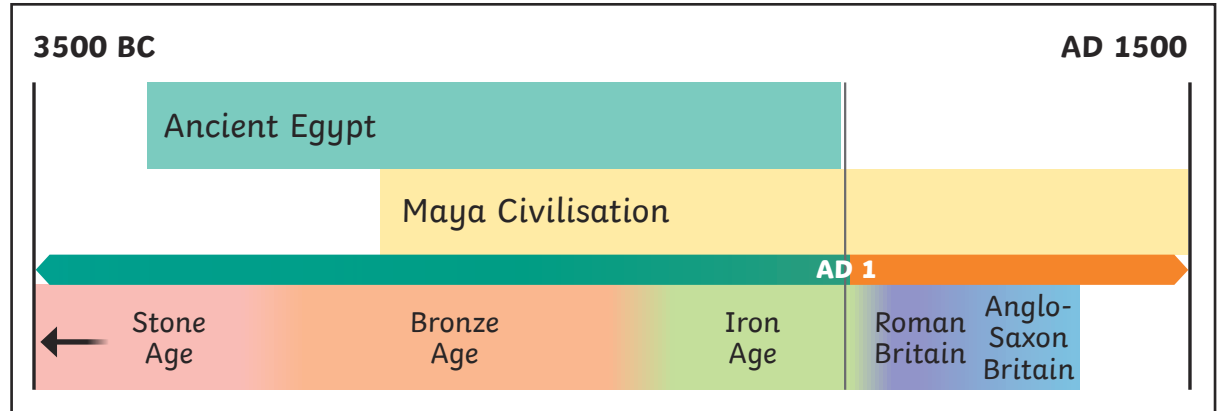 3500 BC
AD 1500
Ancient Egypt
Maya Civilisation
AD 1
Stone
Age
Bronze
Age
Iron
Age
Roman
Britain
Anglo-
Saxon
Britain